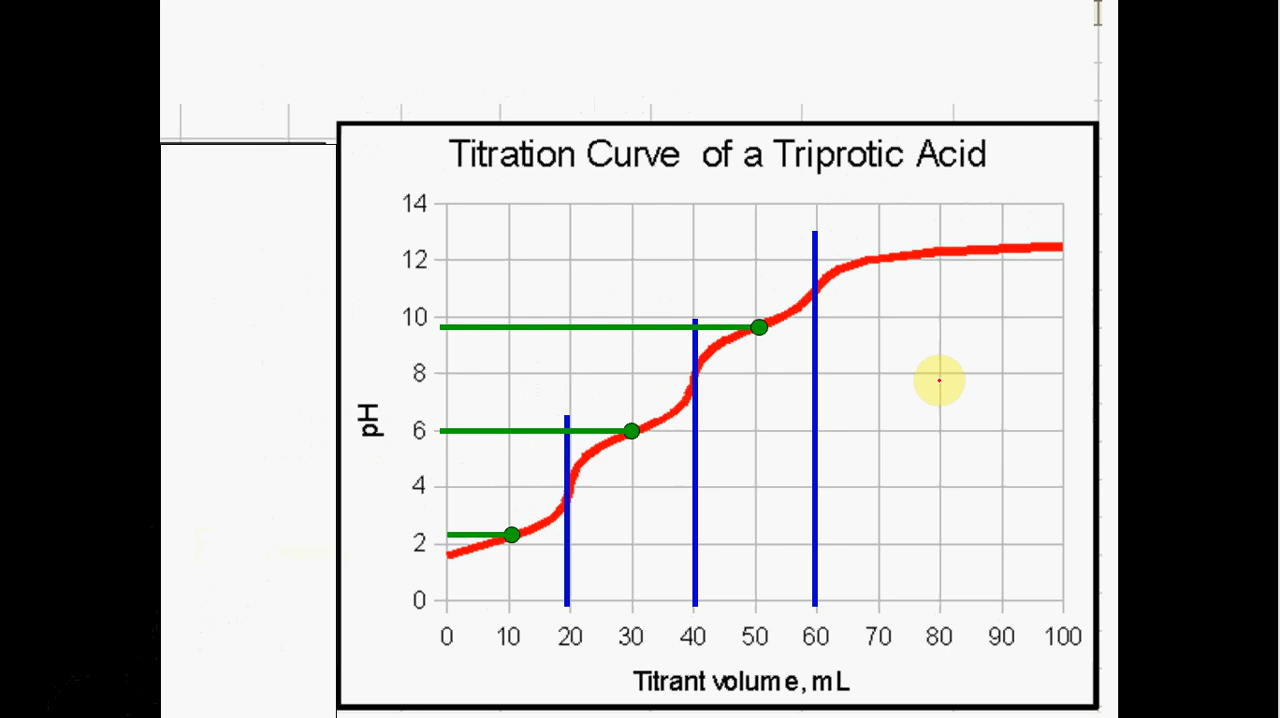 Titration Curve of a Triprotic Acid
14
12
10
8
6
4
2
0
pH
0 10 20 30 40 50 60 70 80 90 100
Titrant volume, mL